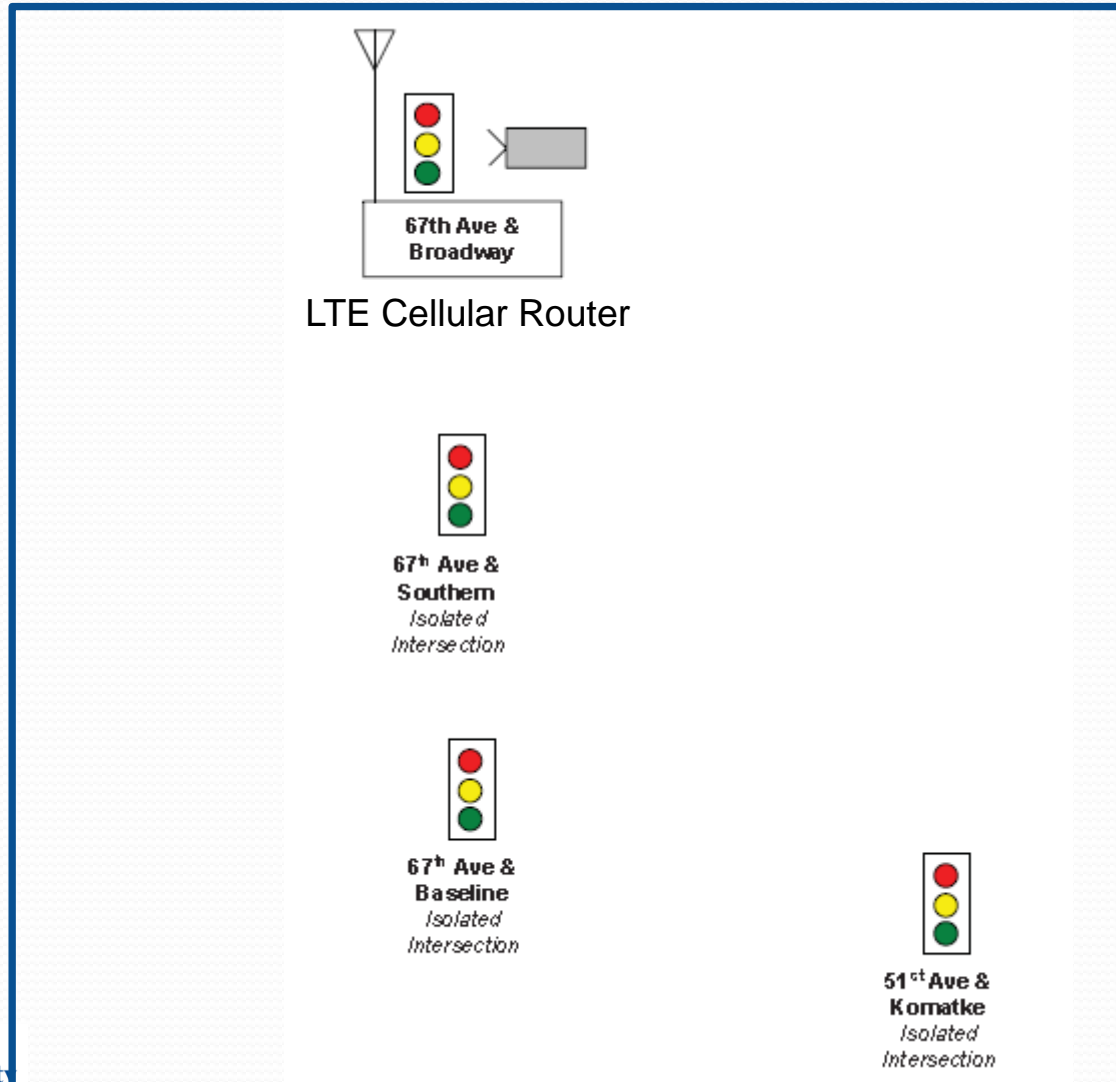 67th Ave &
Broadway
LTE Cellular Router
67th Ave &
Southern
Isolated
Intersection
67th Ave &
Baseline
Isolated
Intersection
51st Ave &
Komatke
Isolated
Intersection